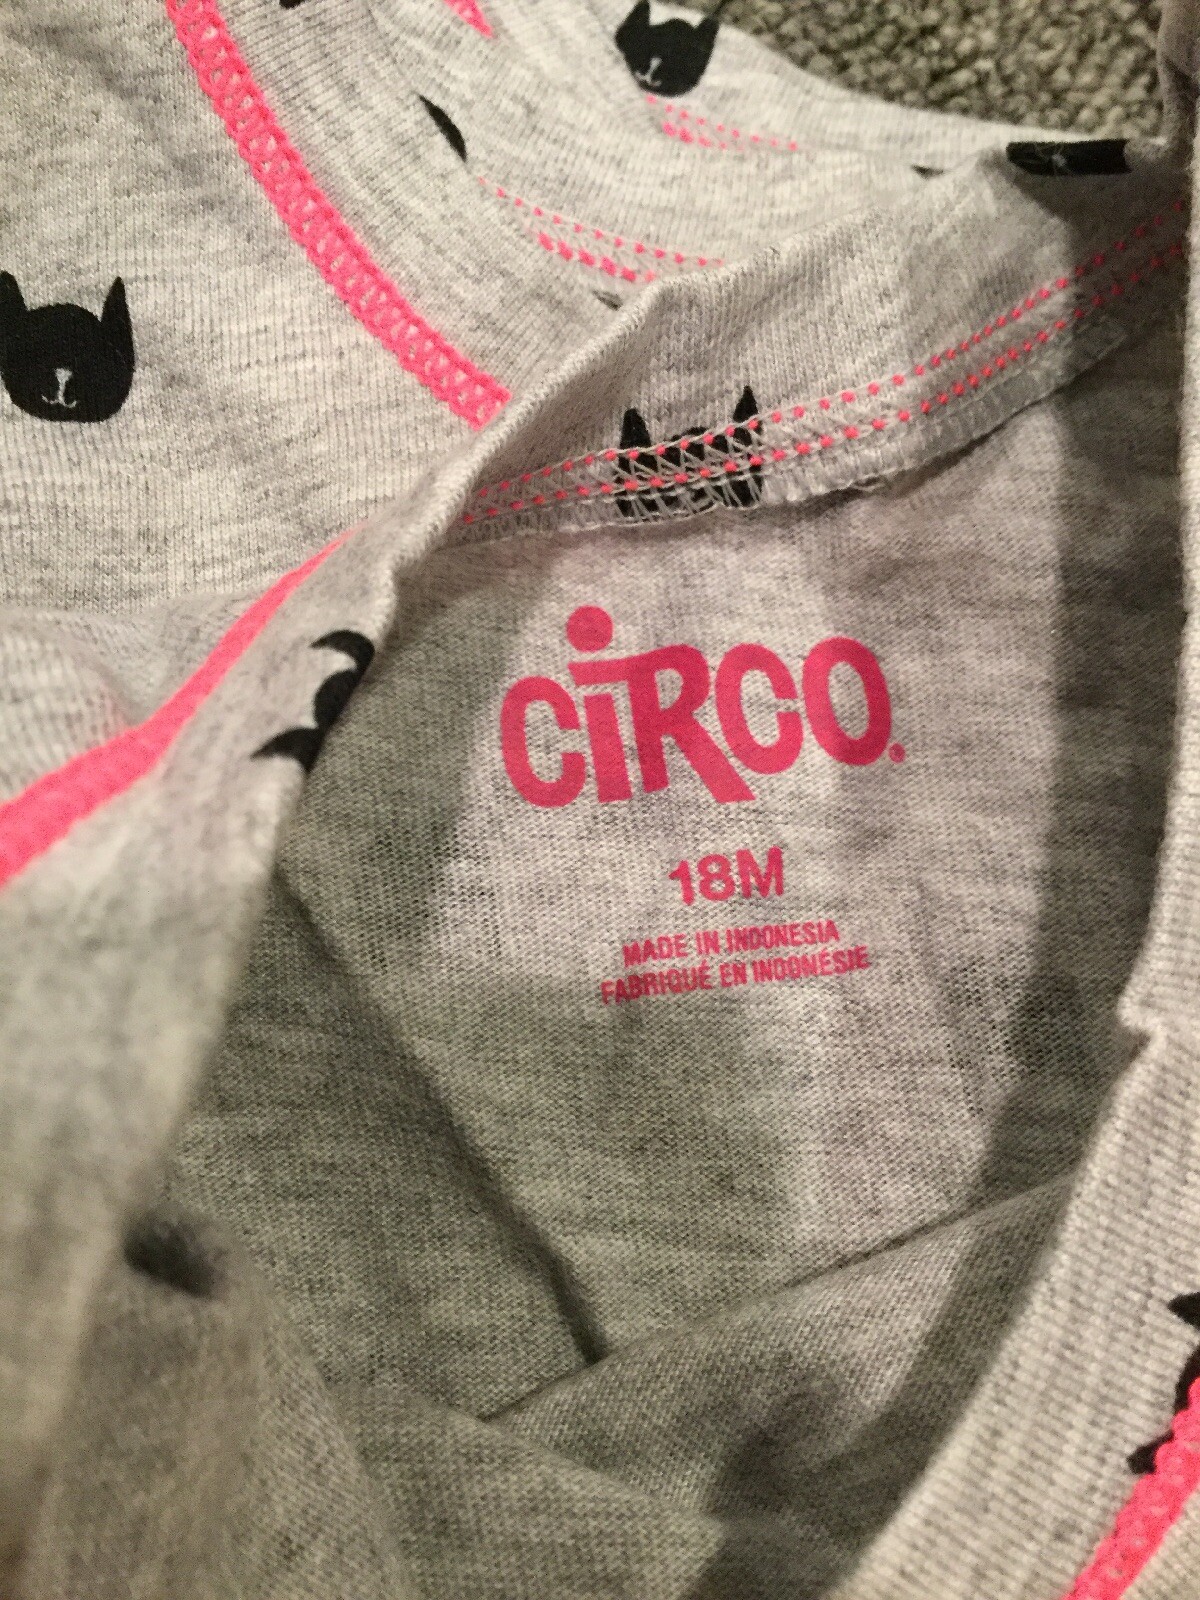 CiRCO.
18M
MADE IN INDONESIA
FABRIQUÉ EN INDONÉSIE